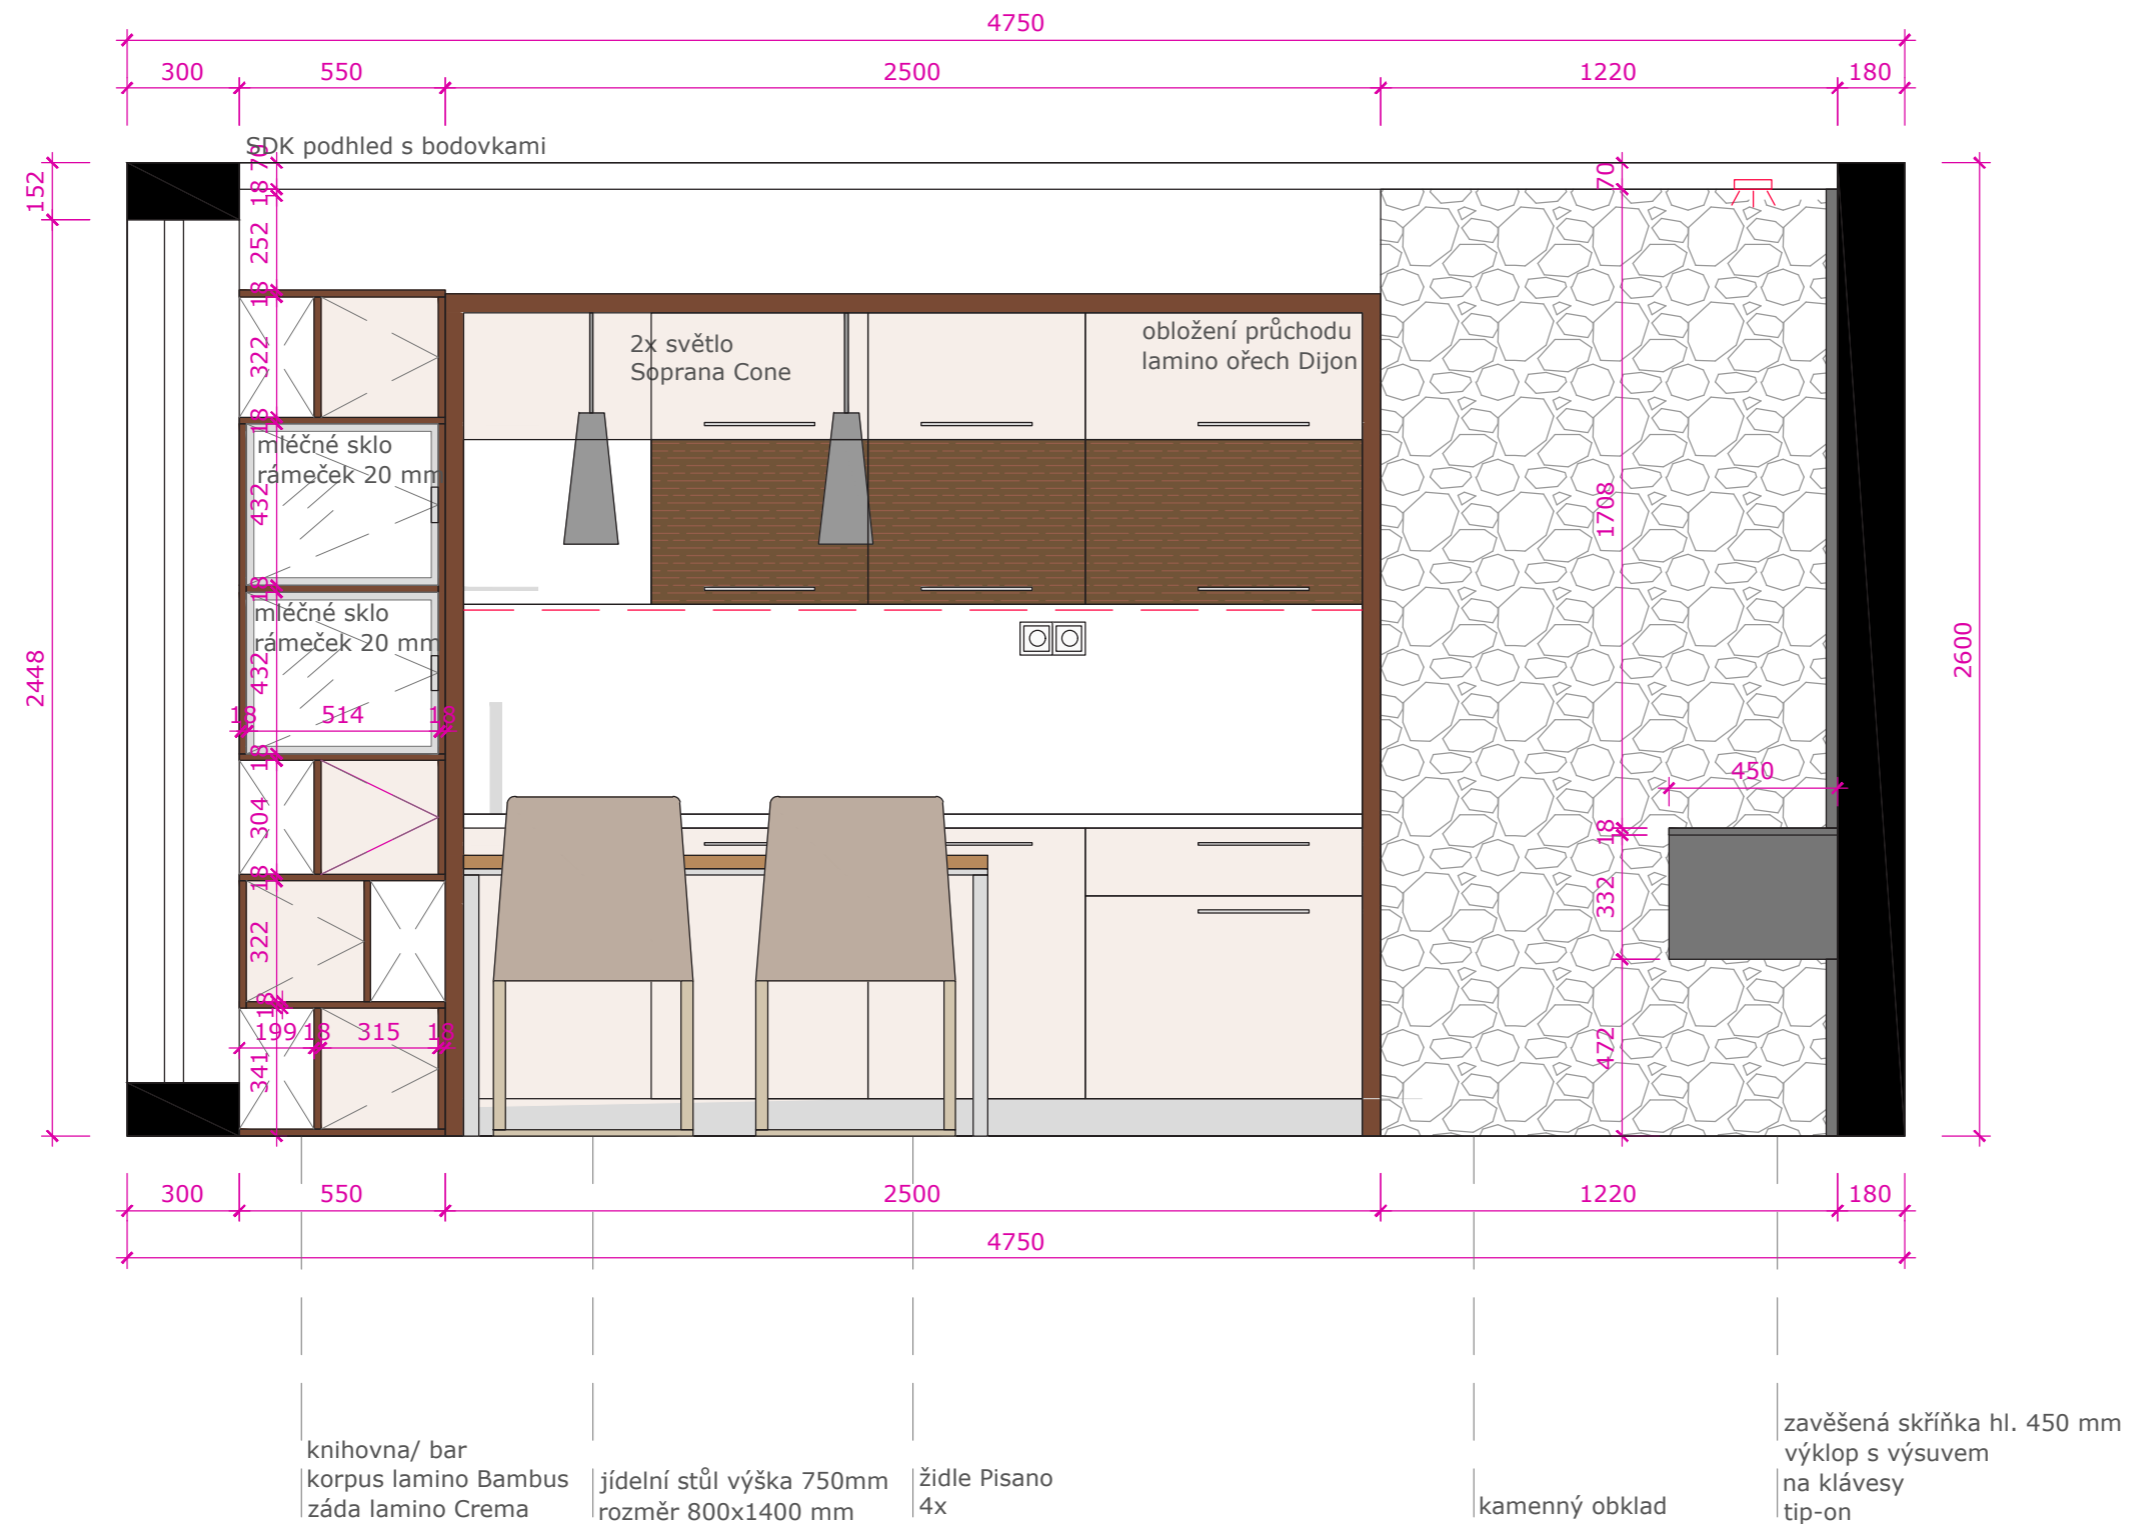 4750
300 550 2500 1220 180
SDK podhled s bodovkami
152
2448
70
18
252
18
322
18
432
18
432
18
304
18
322
18
341
mléčné sklo
rámeček 20 mm
mléčné sklo
rámeček 20 mm
18 514 18
199 18 315 18
2x světlo
Soprana Cone
obložení průchodu
lamino ořech Dijon
70
1708
18
332
472
450
2600
300 550 2500 1220 180
4750
knihovna/ bar
korpus lamino Bambus
záda lamino Crema
jídelní stůl výška 750mm
rozměr 800x1400 mm
židle Pisano
4x
kamenný obklad
zavěšená skříňka hl. 450 mm
výklop s výsuvem
na klávesy
tip-on